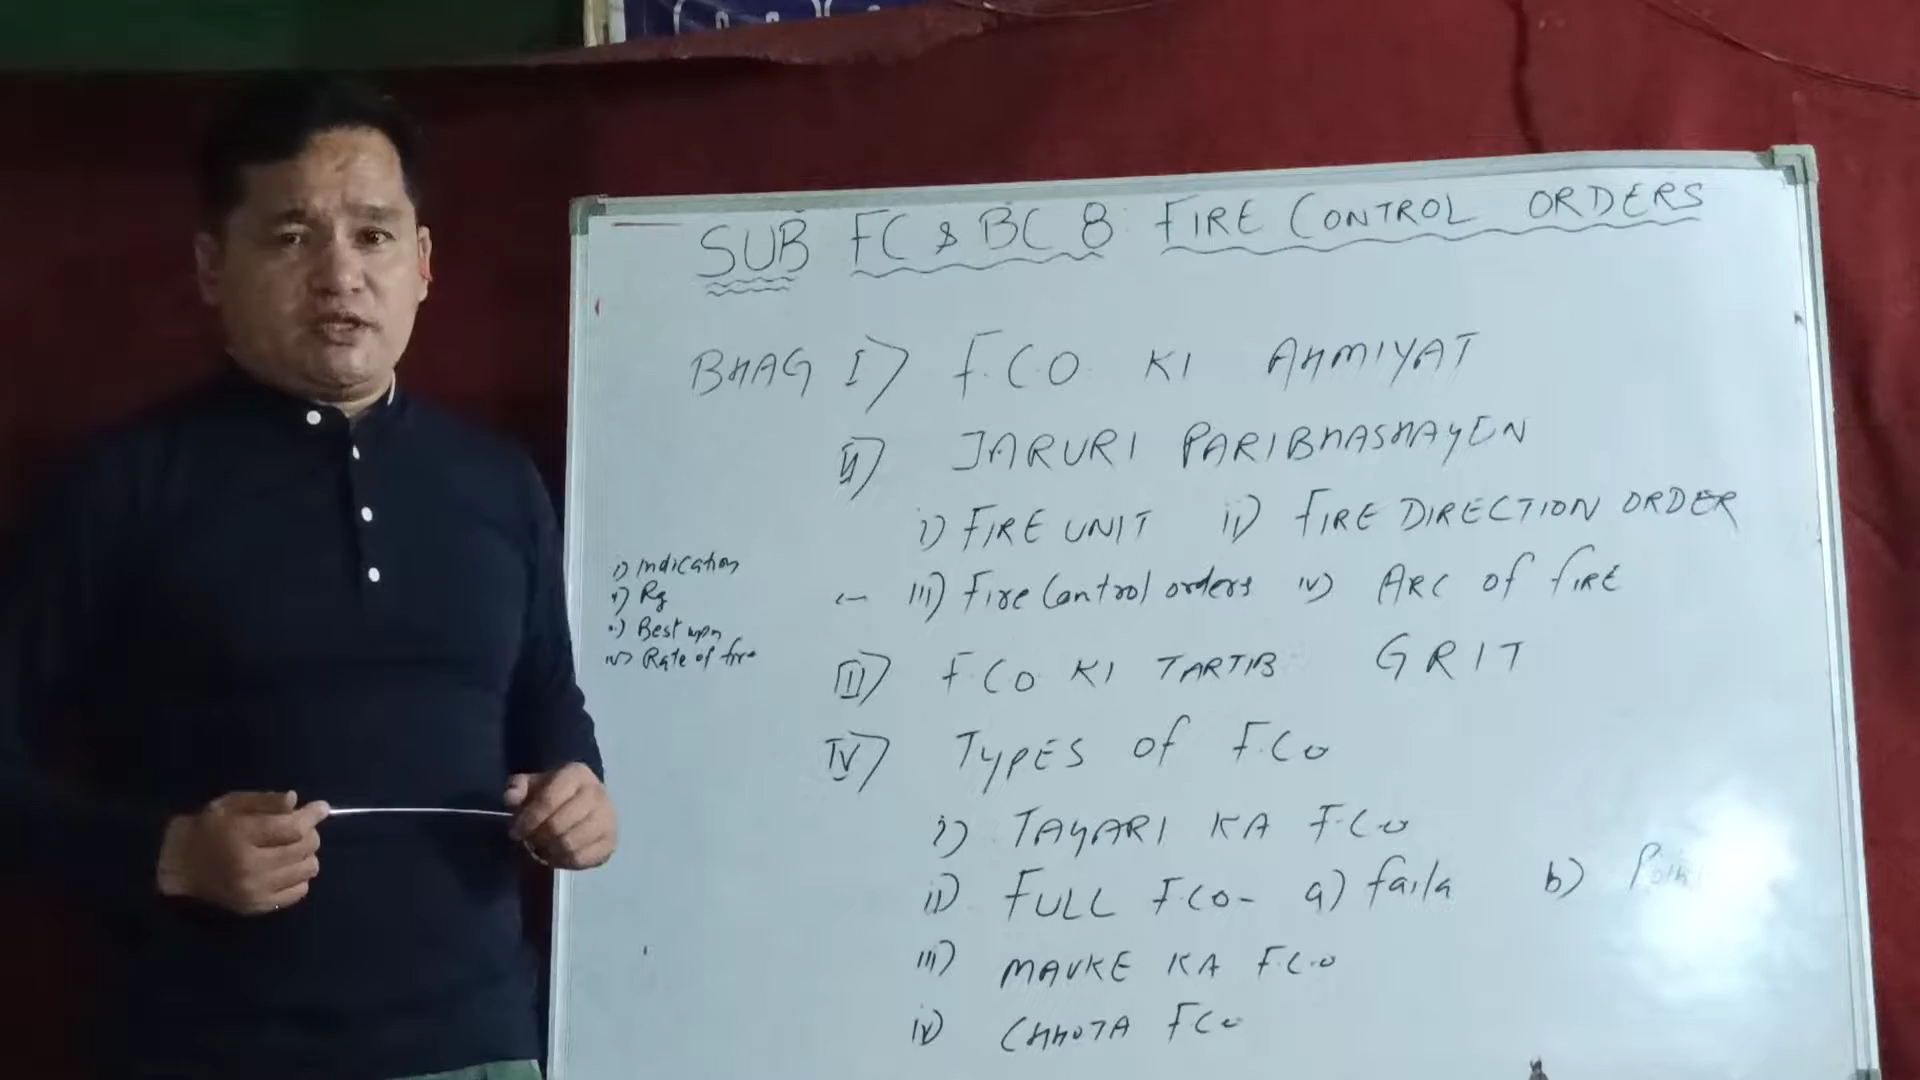 SUB FC & BC 8: FIRE CONTROL ORDERS
BHAG I) F.C.O. KI AHMIYAT
II) JARURI PARIBHASHAYEN
i) FIRE UNIT ii) FIRE DIRECTION ORDER
← iii) Fire Control orders iv) ARC of FIRE
i) Indication
ii) Rg
iii) Best wpn
iv) Rate of fire
III) F.C.O. KI TARTIB GRIT
IV) TYPES of F.C.O
i) TAYARI KA F.C.O
ii) FULL F.C.O- a) faila b) Point
iii) MAUKE KA F.C.O
iv) CHHOTA FCO